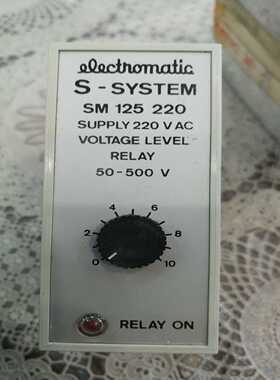 electromatic
S - SYSTEM
SM 125 220
SUPPLY 220 V AC
VOLTAGE LEVEL
RELAY
50-500 V
4 6
2 8
0 10
RELAY ON